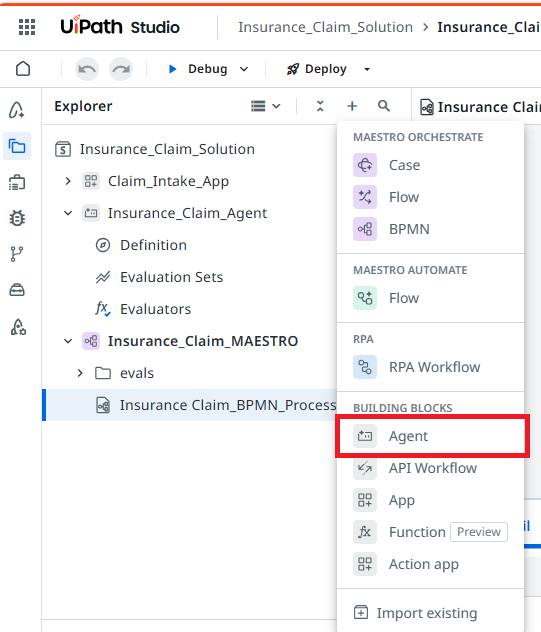 UiPath Studio
Insurance_Claim_Solution > Insurance_Clai
Debug
Deploy
Explorer
Insurance Clai
Insurance_Claim_Solution
Claim_Intake_App
Insurance_Claim_Agent
Definition
Evaluation Sets
Evaluators
Insurance_Claim_MAESTRO
evals
Insurance Claim_BPMN_Process
MAESTRO ORCHESTRATE
Case
Flow
BPMN
MAESTRO AUTOMATE
Flow
RPA
RPA Workflow
BUILDING BLOCKS
Agent
API Workflow
App
Function Preview
Action app
Import existing
il